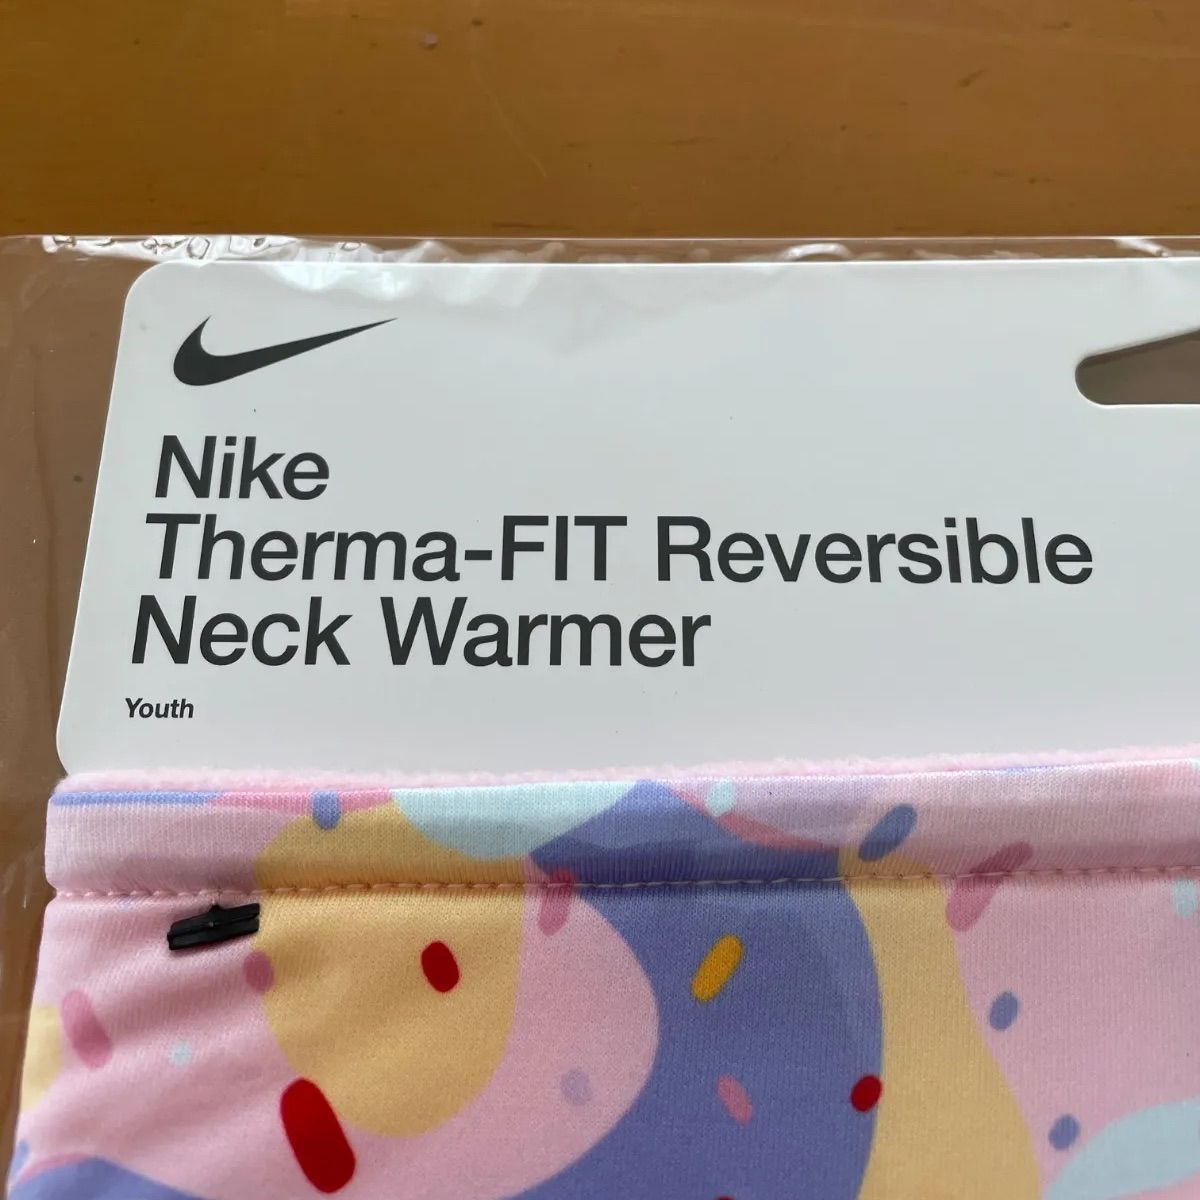 Nike
Therma-FIT Reversible
Neck Warmer
Youth